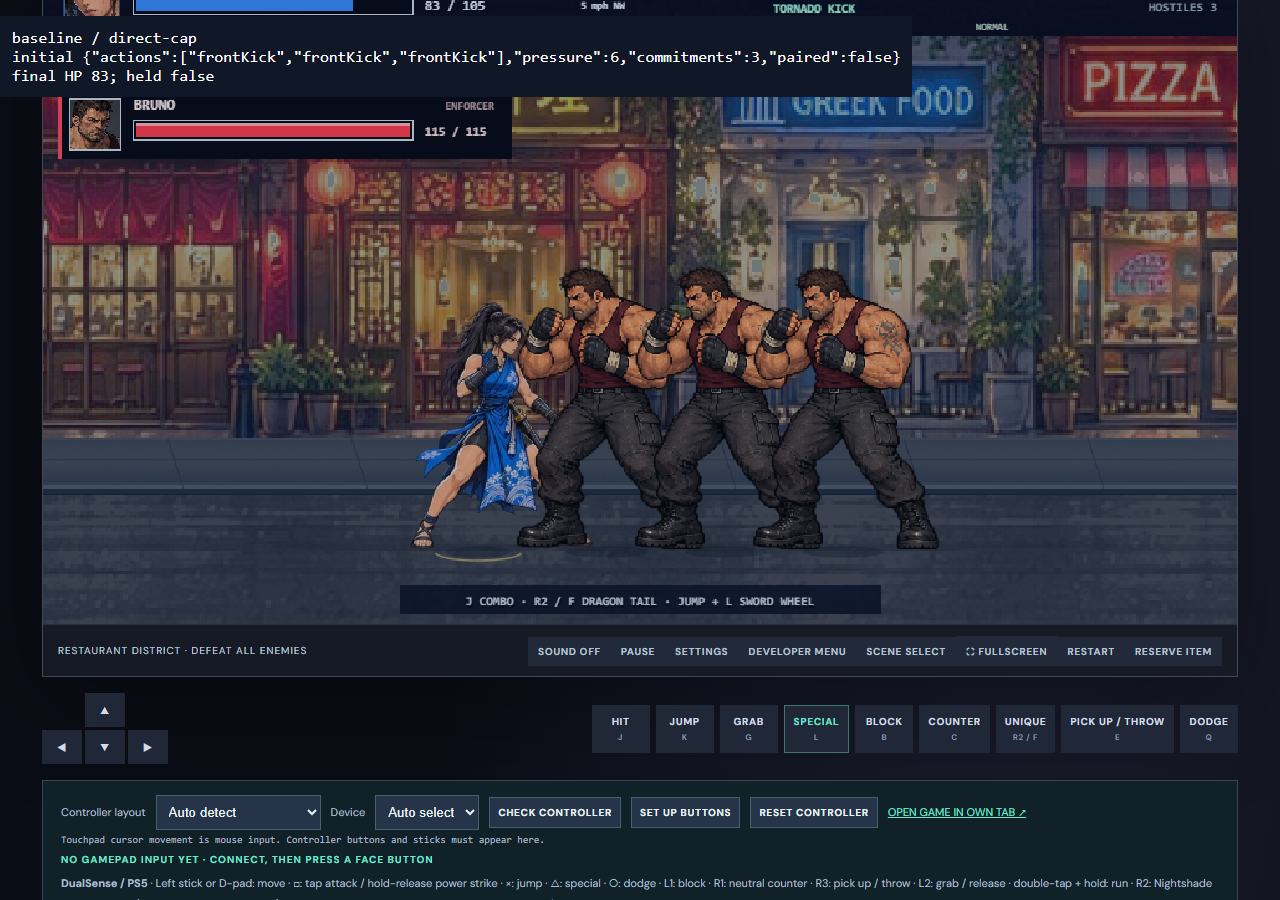 83 / 105
5 mph NW
TORNADO KICK
HOSTILES 3
NORMAL
baseline / direct-cap
initial {"actions":["frontKick","frontKick","frontKick"],"pressure":6,"commitments":3,"paired":false}
final HP 83; held false
BRUNO
ENFORCER
115 / 115
GREEK FOOD
PIZZA
J COMBO · R2 / F DRAGON TAIL · JUMP + L SWORD WHEEL
RESTAURANT DISTRICT · DEFEAT ALL ENEMIES
SOUND OFF
PAUSE
SETTINGS
DEVELOPER MENU
SCENE SELECT
FULLSCREEN
RESTART
RESERVE ITEM
▲
◀ ▼ ▶
HIT
J
JUMP
K
GRAB
G
SPECIAL
L
BLOCK
B
COUNTER
C
UNIQUE
R2 / F
PICK UP / THROW
E
DODGE
Q
Controller layout
Auto detect
Device
Auto select
CHECK CONTROLLER
SET UP BUTTONS
RESET CONTROLLER
OPEN GAME IN OWN TAB ↗
Touchpad cursor movement is mouse input. Controller buttons and sticks must appear here.
NO GAMEPAD INPUT YET · CONNECT, THEN PRESS A FACE BUTTON
DualSense / PS5 · Left stick or D-pad: move · □: tap attack / hold-release power strike · ×: jump · △: special · ○: dodge · L1: block · R1: neutral counter · R3: pick up / throw · L2: grab / release · double-tap + hold: run · R2: Nightshade